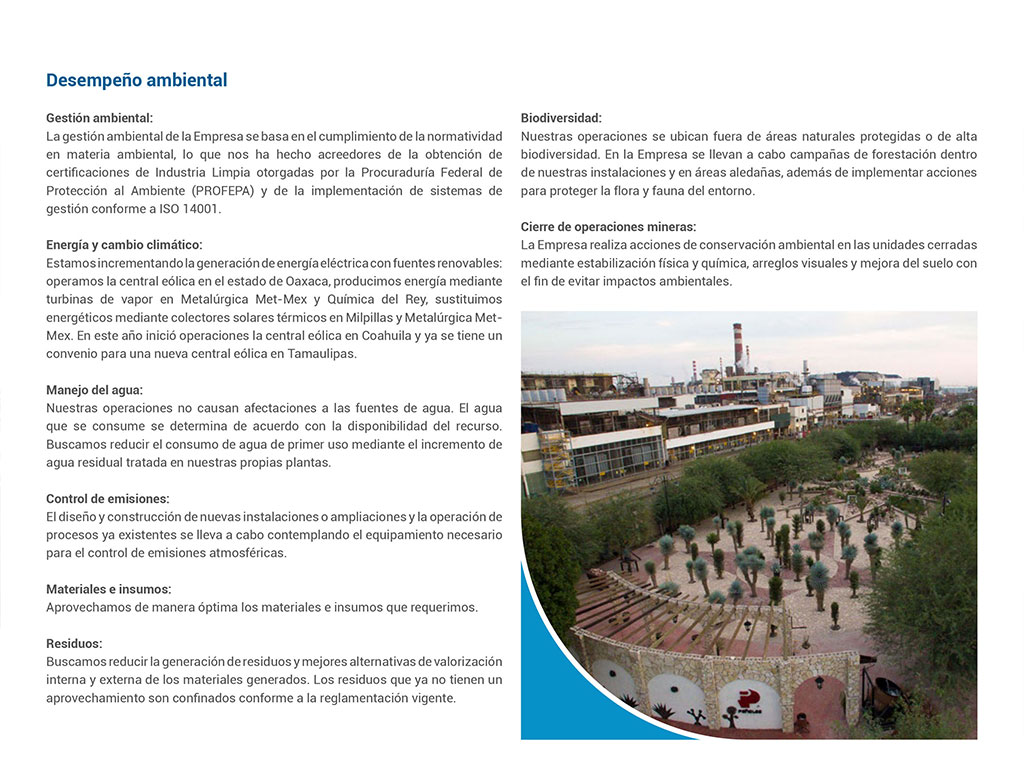 Desempeño ambiental
Gestión ambiental:
La gestión ambiental de la Empresa se basa en el cumplimiento de la normatividad
en materia ambiental, lo que nos ha hecho acreedores de la obtención de
certificaciones de Industria Limpia otorgadas por la Procuraduría Federal de
Protección al Ambiente (PROFEPA) y de la implementación de sistemas de
gestión conforme a ISO 14001.
Energía y cambio climático:
Estamos incrementando la generación de energía eléctrica con fuentes renovables:
operamos la central eólica en el estado de Oaxaca, producimos energía mediante
turbinas de vapor en Metalúrgica Met-Mex y Química del Rey, sustituimos
energéticos mediante colectores solares térmicos en Milpillas y Metalúrgica Met-
Mex. En este año inició operaciones la central eólica en Coahuila y ya se tiene un
convenio para una nueva central eólica en Tamaulipas.
Manejo del agua:
Nuestras operaciones no causan afectaciones a las fuentes de agua. El agua
que se consume se determina de acuerdo con la disponibilidad del recurso.
Buscamos reducir el consumo de agua de primer uso mediante el incremento de
agua residual tratada en nuestras propias plantas.
Control de emisiones:
El diseño y construcción de nuevas instalaciones o ampliaciones y la operación de
procesos ya existentes se lleva a cabo contemplando el equipamiento necesario
para el control de emisiones atmosféricas.
Materiales e insumos:
Aprovechamos de manera óptima los materiales e insumos que requerimos.
Residuos:
Buscamos reducir la generación de residuos y mejores alternativas de valorización
interna y externa de los materiales generados. Los residuos que ya no tienen un
aprovechamiento son confinados conforme a la reglamentación vigente.
Biodiversidad:
Nuestras operaciones se ubican fuera de áreas naturales protegidas o de alta
biodiversidad. En la Empresa se llevan a cabo campañas de forestación dentro
de nuestras instalaciones y en áreas aledañas, además de implementar acciones
para proteger la flora y fauna del entorno.
Cierre de operaciones mineras:
La Empresa realiza acciones de conservación ambiental en las unidades cerradas
mediante estabilización física y química, arreglos visuales y mejora del suelo con
el fin de evitar impactos ambientales.
PEÑOLES